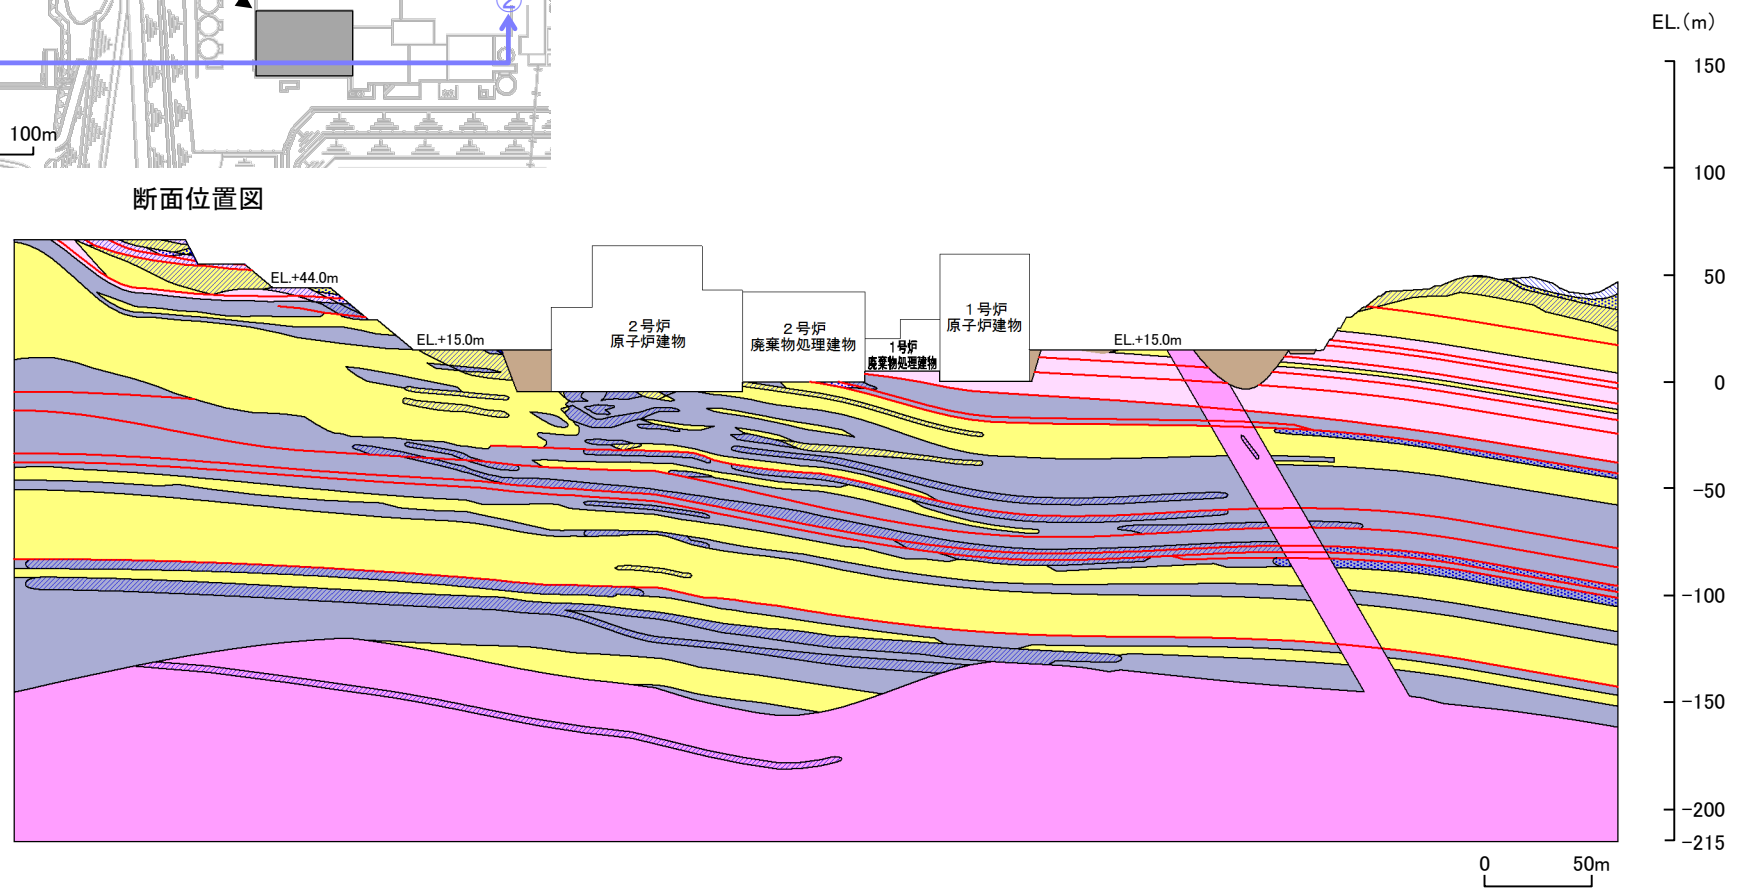 2
100m
断面位置図
EL.(m)
150
100
50
0
-50
-100
-150
-200
-215
EL.+44.0m
EL.+15.0m
2号炉
原子炉建物
2号炉
廃棄物処理建物
1号炉
廃棄物処理建物
1号炉
原子炉建物
EL.+15.0m
0 50m